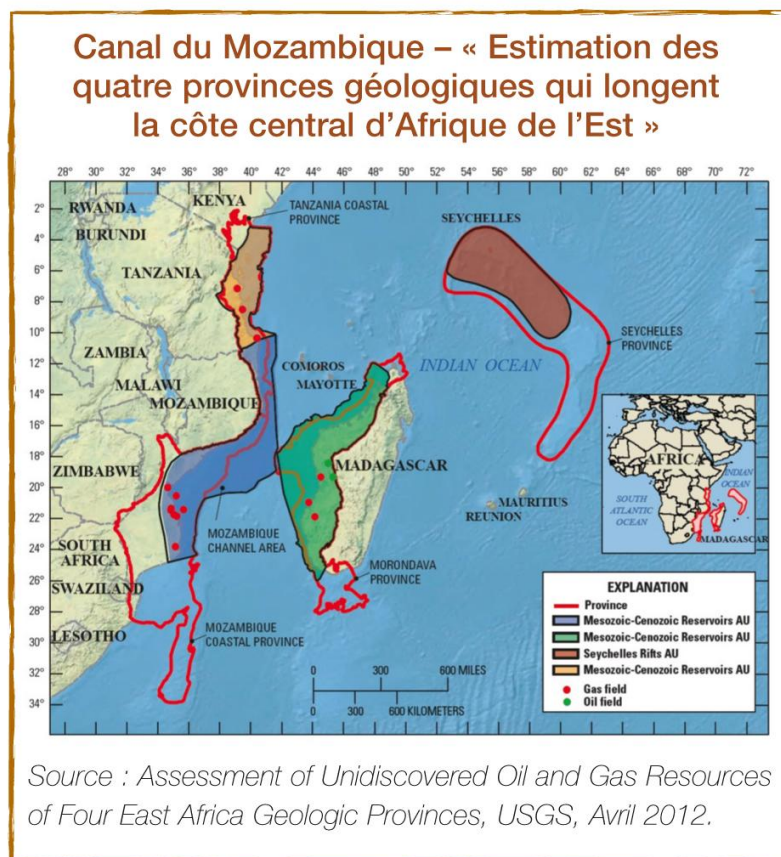 Canal du Mozambique – « Estimation des
quatre provinces géologiques qui longent
la côte central d’Afrique de l’Est »
28° 30° 32° 34° 36° 38° 40° 42° 44° 46° 48° 50° 52° 54° 56° 58° 60° 62° 64° 66° 68° 70° 72°
2°
4°
6°
8°
10°
12°
14°
16°
18°
20°
22°
24°
26°
28°
30°
32°
34°
KENYA
RWANDA
BURUNDI
TANZANIA COASTAL
PROVINCE
SEYCHELLES
TANZANIA
SEYCHELLES
PROVINCE
ZAMBIA
COMOROS
MAYOTTE
INDIAN OCEAN
MALAWI
MOZAMBIQUE
ZIMBABWE
MADAGASCAR
MAURITIUS
REUNION
MOZAMBIQUE
CHANNEL AREA
SOUTH
AFRICA
MORONDAVA
PROVINCE
SWAZILAND
LESOTHO
MOZAMBIQUE
COASTAL PROVINCE
AFRICA
INDIAN
OCEAN
SOUTH
ATLANTIC
OCEAN
MADAGASCAR
0 300 600 MILES
0 300 600 KILOMETERS
EXPLANATION
Province
Mesozoic-Cenozoic Reservoirs AU
Mesozoic-Cenozoic Reservoirs AU
Seychelles Rifts AU
Mesozoic-Cenozoic Reservoirs AU
Gas field
Oil field
Source : Assessment of Unidiscovered Oil and Gas Resources
of Four East Africa Geologic Provinces, USGS, Avril 2012.